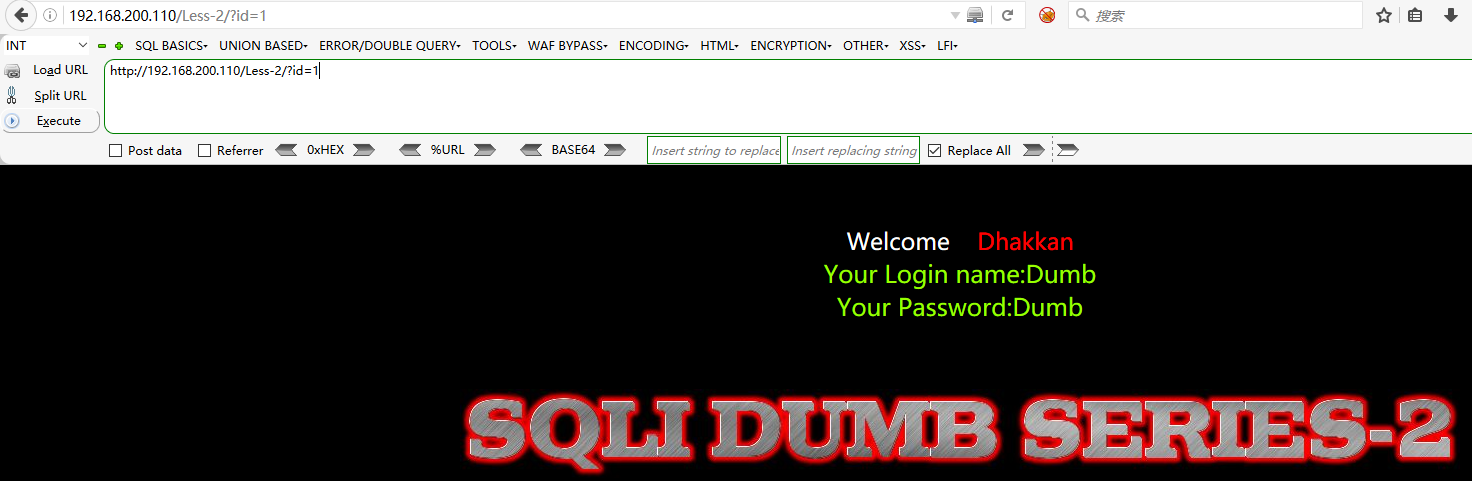 192.168.200.110/Less-2/?id=1 搜索
INT SQL BASICS UNION BASED ERROR/DOUBLE QUERY TOOLS WAF BYPASS ENCODING HTML ENCRYPTION OTHER XSS LFI
Load URL http://192.168.200.110/Less-2/?id=1
Split URL
Execute
Post data Referrer 0xHEX %URL BASE64 Insert string to replace Insert replacing string Replace All
Welcome Dhakkan
Your Login name:Dumb
Your Password:Dumb
SQLI DUMB SERIES-2